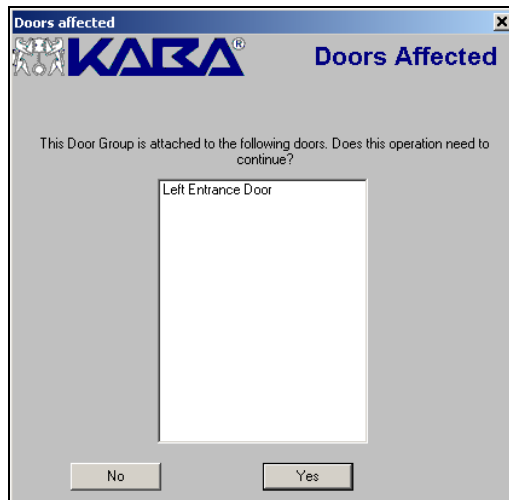 Doors affected
KABA®
Doors Affected
This Door Group is attached to the following doors. Does this operation need to
continue?
Left Entrance Door
No
Yes